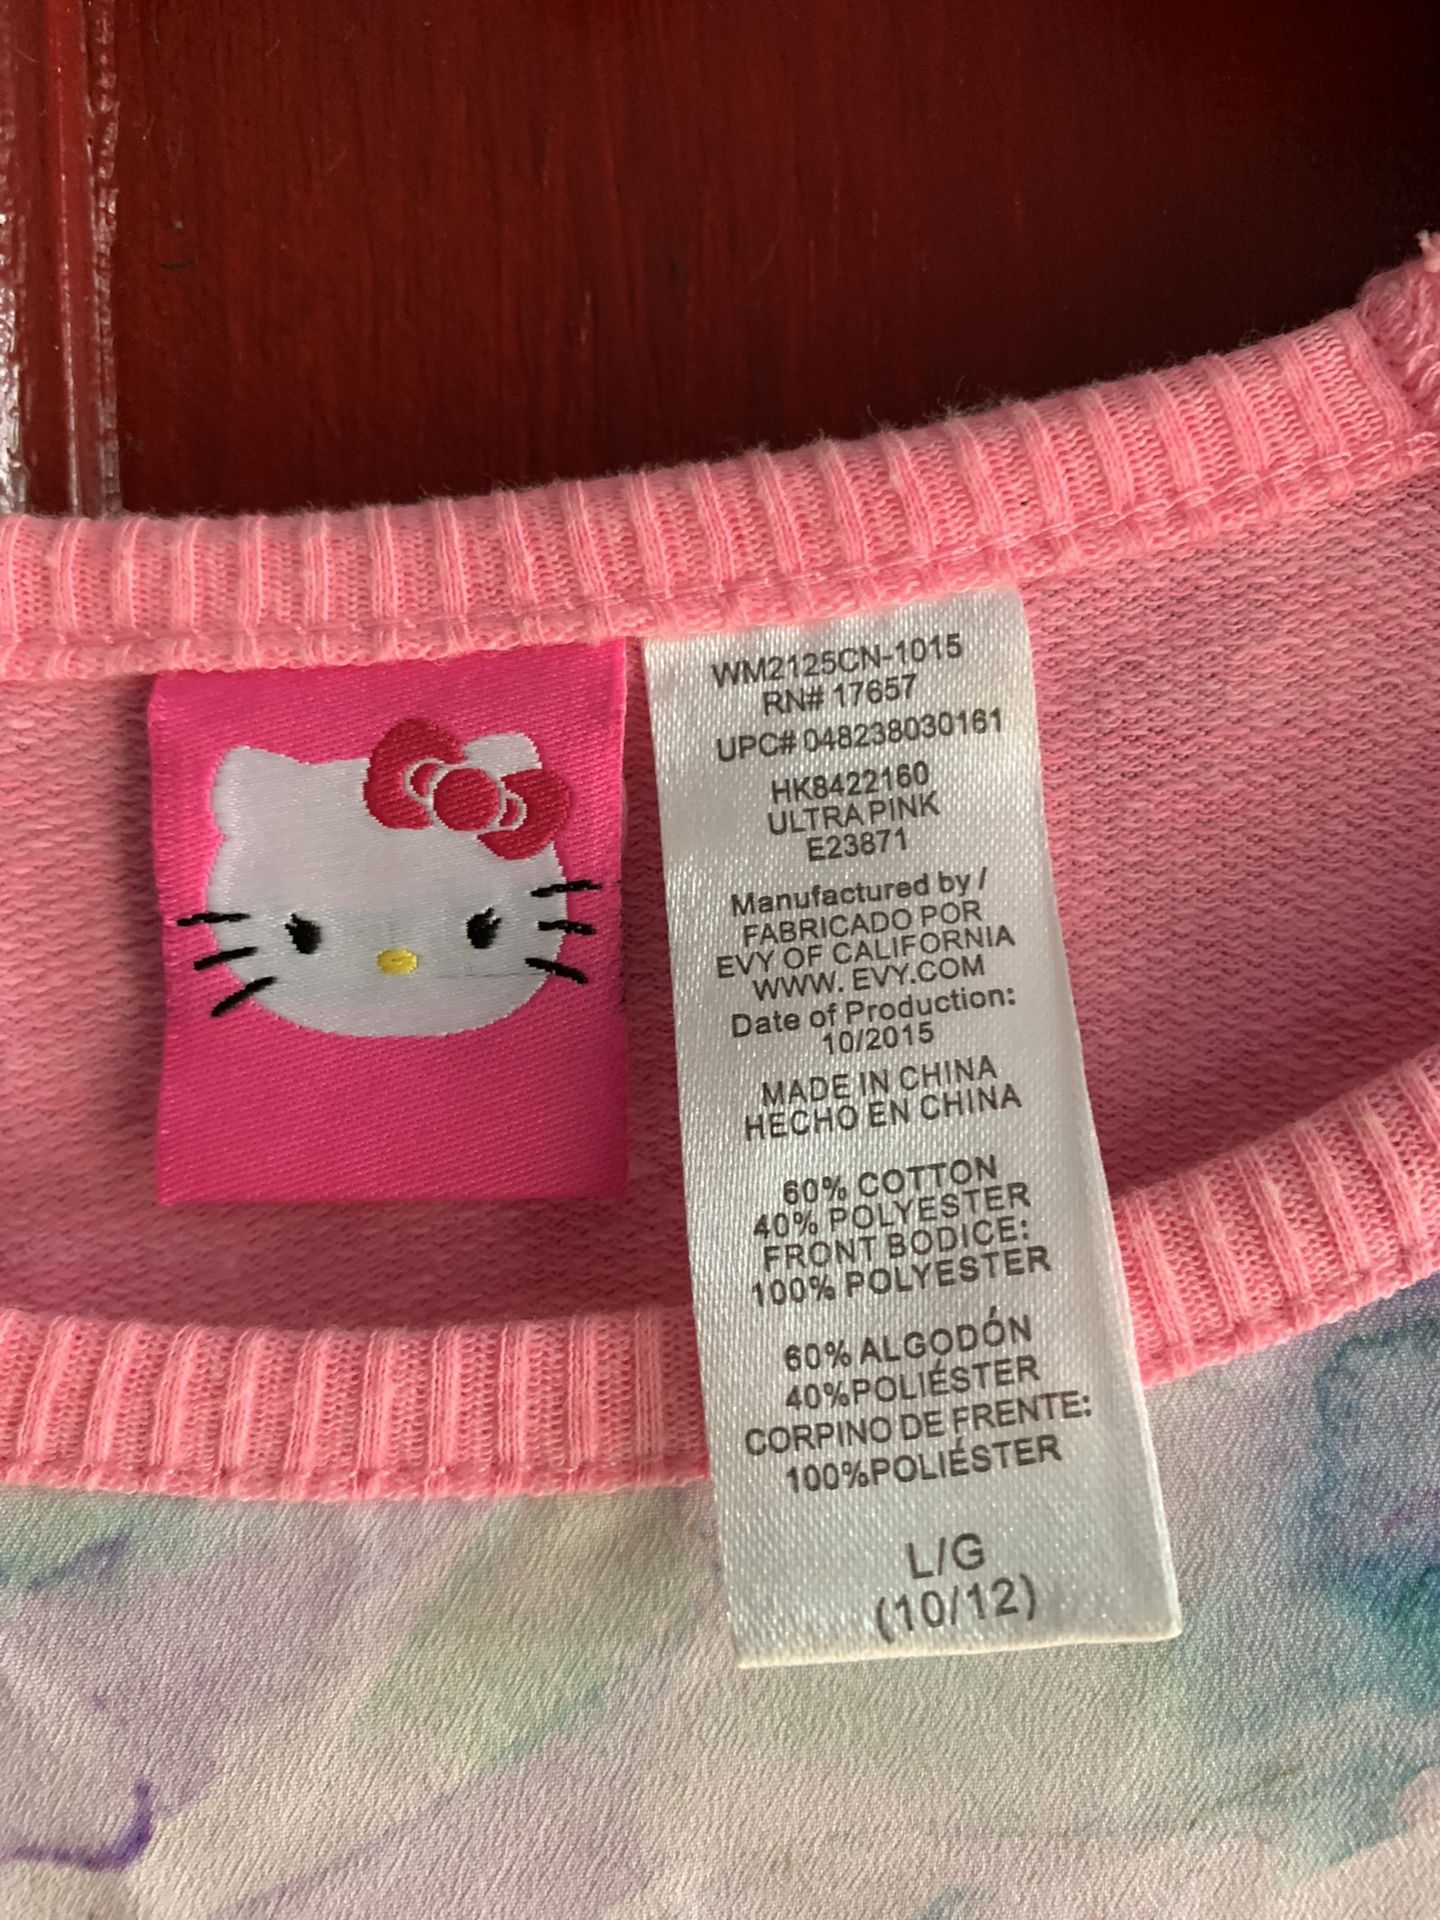 WM2125CN-1015
RN# 17657
UPC# 048238030161
HK8422160
ULTRA PINK
E23871
Manufactured by /
FABRICADO POR
EVY OF CALIFORNIA
WWW. EVY.COM
Date of Production:
10/2015
MADE IN CHINA
HECHO EN CHINA
60% COTTON
40% POLYESTER
FRONT BODICE:
100% POLYESTER
60% ALGODÓN
40%POLIÉSTER
CORPINO DE FRENTE:
100%POLIÉSTER
L/G
(10/12)